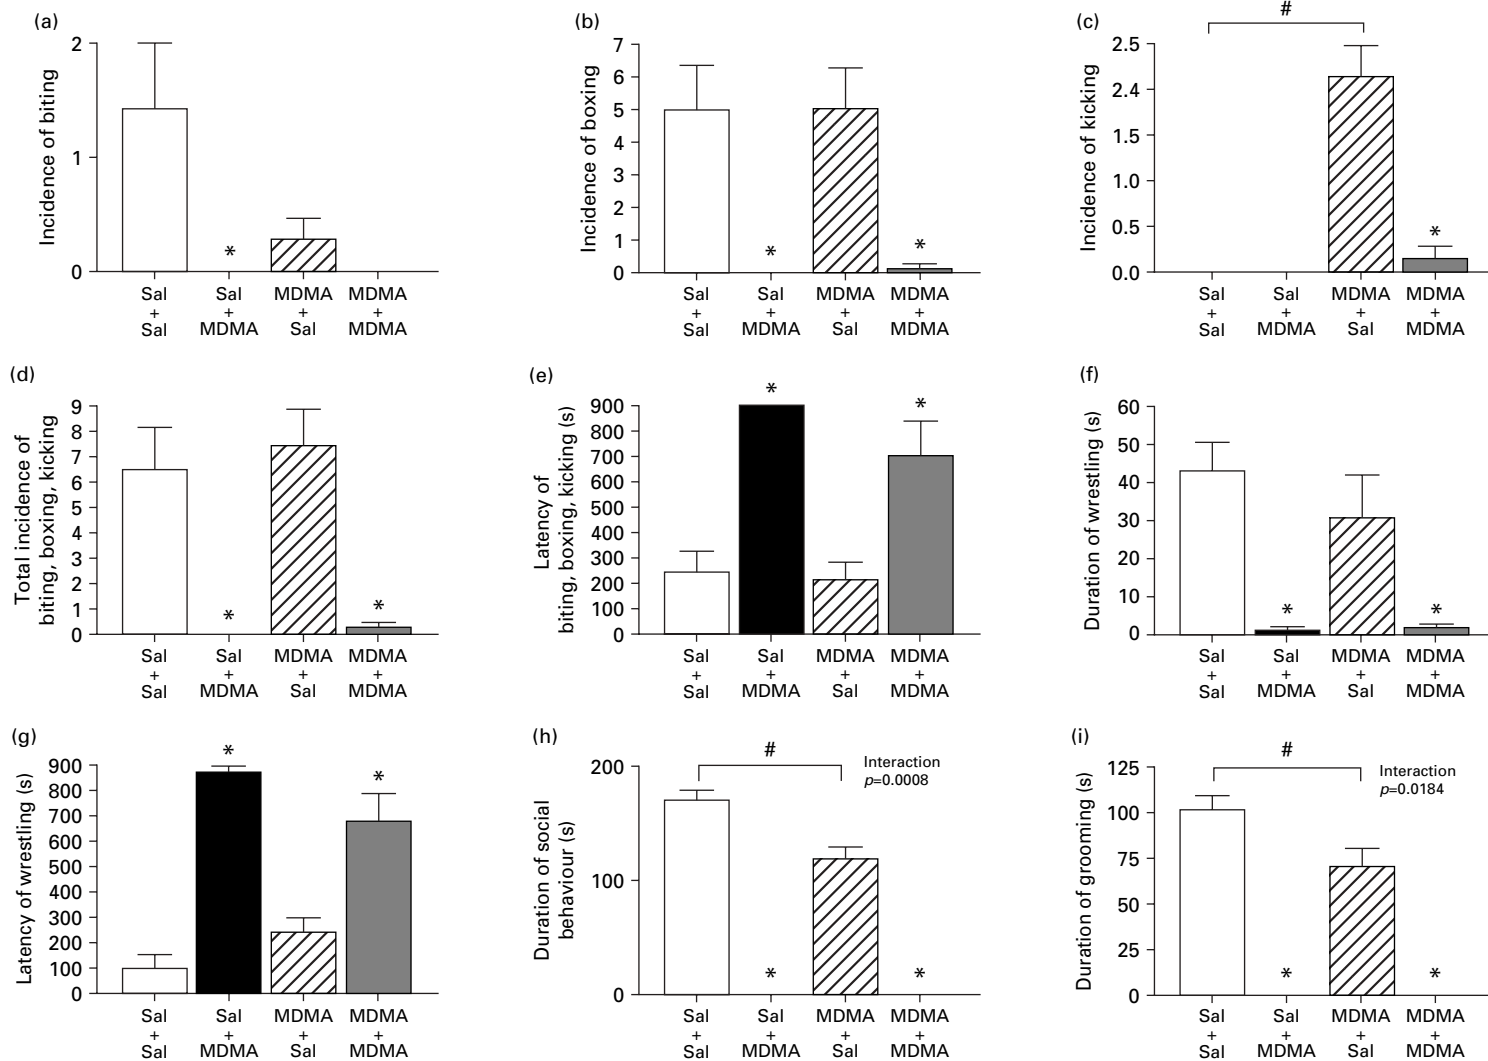 (a)
Incidence of biting
2
1
0
*
Sal + Sal
Sal + MDMA
MDMA + Sal
MDMA + MDMA
(b)
Incidence of boxing
7
6
5
4
3
2
1
0
*
*
Sal + Sal
Sal + MDMA
MDMA + Sal
MDMA + MDMA
(c)
#
Incidence of kicking
2.5
2.4
1.5
1.0
0.5
0.0
*
Sal + Sal
Sal + MDMA
MDMA + Sal
MDMA + MDMA
(d)
Total incidence of
biting, boxing, kicking
9
8
7
6
5
4
3
2
1
0
*
*
Sal + Sal
Sal + MDMA
MDMA + Sal
MDMA + MDMA
(e)
Latency of
biting, boxing, kicking (s)
900
800
700
600
500
400
300
200
100
0
*
*
Sal + Sal
Sal + MDMA
MDMA + Sal
MDMA + MDMA
(f)
Duration of wrestling (s)
60
50
40
30
20
10
0
*
*
Sal + Sal
Sal + MDMA
MDMA + Sal
MDMA + MDMA
(g)
Latency of wrestling (s)
900
800
700
600
500
400
300
200
100
0
*
*
Sal + Sal
Sal + MDMA
MDMA + Sal
MDMA + MDMA
(h)
#
Interaction
p=0.0008
Duration of social
behaviour (s)
200
100
0
*
*
Sal + Sal
Sal + MDMA
MDMA + Sal
MDMA + MDMA
(i)
#
Interaction
p=0.0184
Duration of grooming (s)
125
100
75
50
25
0
*
*
Sal + Sal
Sal + MDMA
MDMA + Sal
MDMA + MDMA